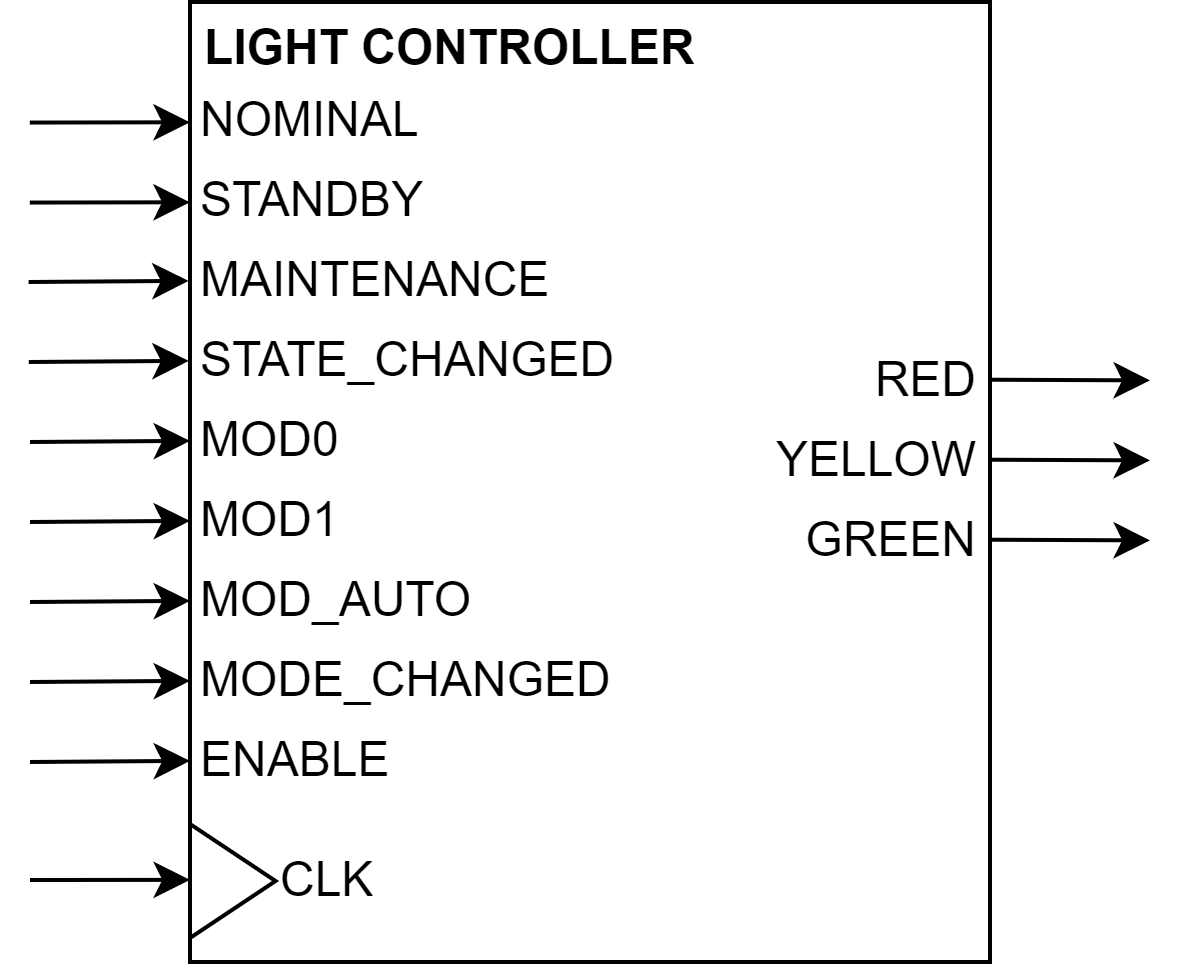 LIGHT CONTROLLER
NOMINAL
STANDBY
MAINTENANCE
STATE_CHANGED
MOD0
MOD1
MOD_AUTO
MODE_CHANGED
ENABLE
CLK
RED
YELLOW
GREEN